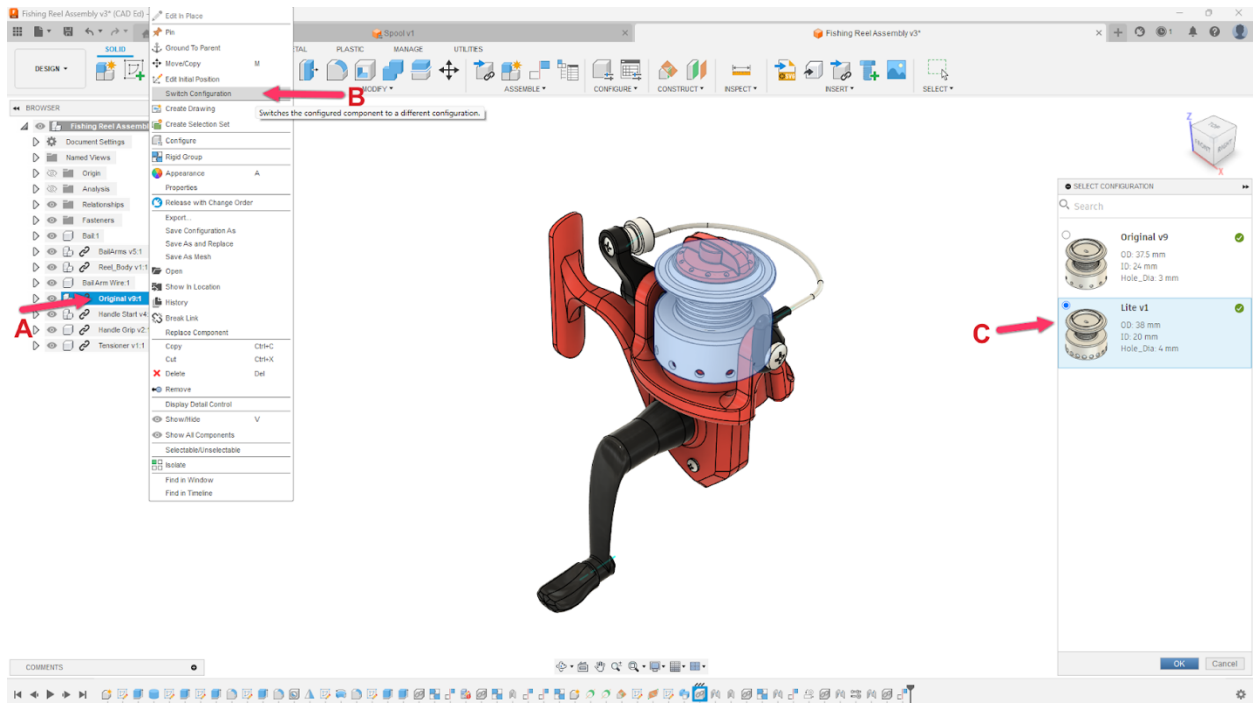 Fishing Reel Assembly v3* (CAD Ed) -
Spool v1
Fishing Reel Assembly v3*
1
SOLID
PLASTIC
MANAGE
UTILITIES
DESIGN
MODIFY
ASSEMBLE
CONFIGURE
CONSTRUCT
INSPECT
INSERT
SELECT
BROWSER
Document Settings
Named Views
Origin
Analysis
Relationships
Fasteners
Bail:1
BailArms v5:1
Reel_Body v1:1
Bail Arm Wire:1
Original v9:1
Handle Start v4:
Handle Grip v2:
Tensioner v1:1
A
Edit In Place
Pin
Ground To Parent
Move/Copy M
Edit Initial Position
Switch Configuration
B
Switches the configured component to a different configuration.
Create Drawing
Create Selection Set
Configure
Rigid Group
Appearance A
Properties
Release with Change Order
Export...
Save Configuration As
Save As and Replace
Save As Mesh
Open
Show In Location
History
Break Link
Replace Component
Copy Ctrl+C
Cut Ctrl+X
Delete Del
Remove
Display Detail Control
Show/Hide V
Show All Components
Selectable/Unselectable
Isolate
Find in Window
Find in Timeline
Z
TOP
FRONT
RIGHT
X
SELECT CONFIGURATION
Search
Original v9
OD: 37.5 mm
ID: 24 mm
Hole_Dia: 3 mm
C
Lite v1
OD: 38 mm
ID: 20 mm
Hole_Dia: 4 mm
OK Cancel
COMMENTS